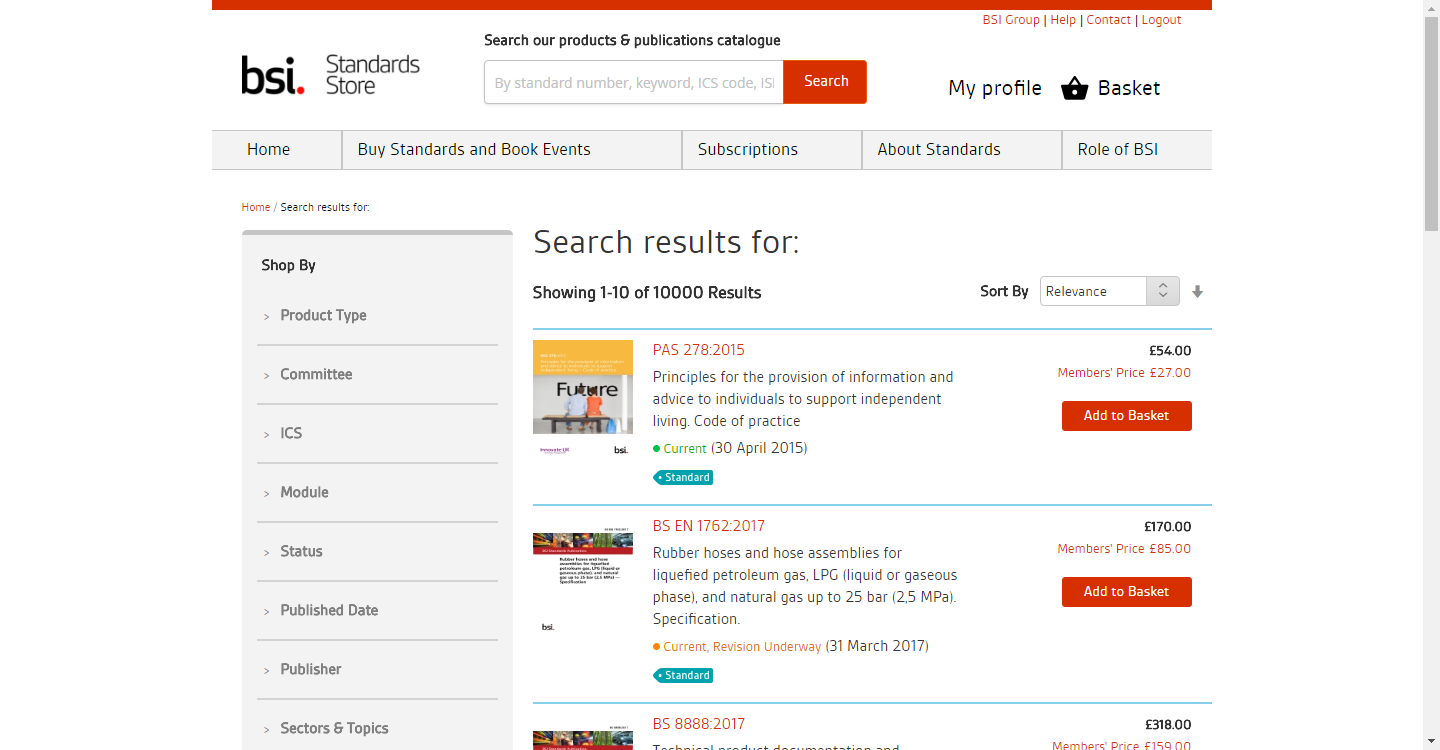 BSI Group | Help | Contact | Logout
Search our products & publications catalogue
bsi. Standards Store
By standard number, keyword, ICS code, ISI
Search
My profile
Basket
Home
Buy Standards and Book Events
Subscriptions
About Standards
Role of BSI
Home / Search results for:
Shop By
> Product Type
> Committee
> ICS
> Module
> Status
> Published Date
> Publisher
> Sectors & Topics
Search results for:
Showing 1-10 of 10000 Results
Sort By Relevance
PAS 278:2015
Future
bsi.
PAS 278:2015
Principles for the provision of information and
advice to individuals to support independent
living. Code of practice
Current (30 April 2015)
Standard
£54.00
Members' Price £27.00
Add to Basket
Rubber hoses and hose
assemblies for liquefied
petroleum gas, LPG (liquid or
gaseous phase), and natural
gas up to 25 bar (2,5 MPa) —
Specification
bsi.
BS EN 1762:2017
Rubber hoses and hose assemblies for
liquefied petroleum gas, LPG (liquid or gaseous
phase), and natural gas up to 25 bar (2,5 MPa).
Specification.
Current, Revision Underway (31 March 2017)
Standard
£170.00
Members' Price £85.00
Add to Basket
BS 8888:2017
Technical product documentation and
£318.00
Members' Price £159.00